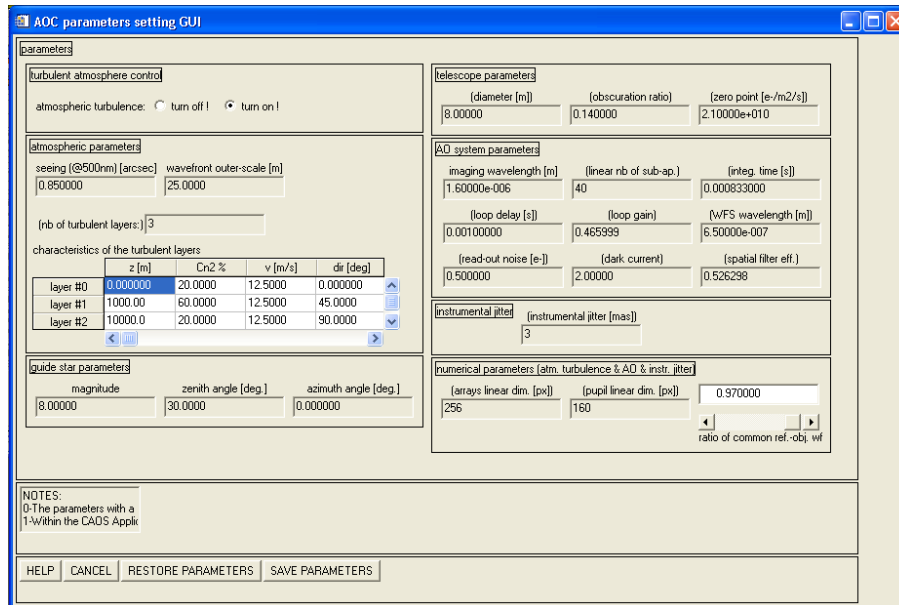 AOC parameters setting GUI
parameters
turbulent atmosphere control
atmospheric turbulence: turn off ! turn on !
atmospheric parameters
seeing (@500nm) [arcsec] wavefront outer-scale [m]
0.850000 25.0000
(nb of turbulent layers:) 3
characteristics of the turbulent layers
z [m] Cn2 % v [m/s] dir [deg]
layer #0 0.000000 20.0000 12.5000 0.000000
layer #1 1000.00 60.0000 12.5000 45.0000
layer #2 10000.0 20.0000 12.5000 90.0000
guide star parameters
magnitude zenith angle [deg.] azimuth angle [deg.]
8.00000 30.0000 0.000000
telescope parameters
(diameter [m]) (obscuration ratio) (zero point [e-/m2/s])
8.00000 0.140000 2.10000e+010
AO system parameters
imaging wavelength [m] (linear nb of sub-ap.) (integ. time [s])
1.60000e-006 40 0.000833000
(loop delay [s]) (loop gain) (WFS wavelength [m])
0.00100000 0.465999 6.50000e-007
(read-out noise [e-]) (dark current) (spatial filter eff.)
0.500000 2.00000 0.526298
instrumental jitter
(instrumental jitter [mas])
3
numerical parameters (atm. turbulence & AO & instr. jitter)
(arrays linear dim. [px]) (pupil linear dim. [px]) 0.970000
256 160
ratio of common ref.-obj. wf
NOTES:
0-The parameters with a
1-Within the CAOS Applic
HELP CANCEL RESTORE PARAMETERS SAVE PARAMETERS